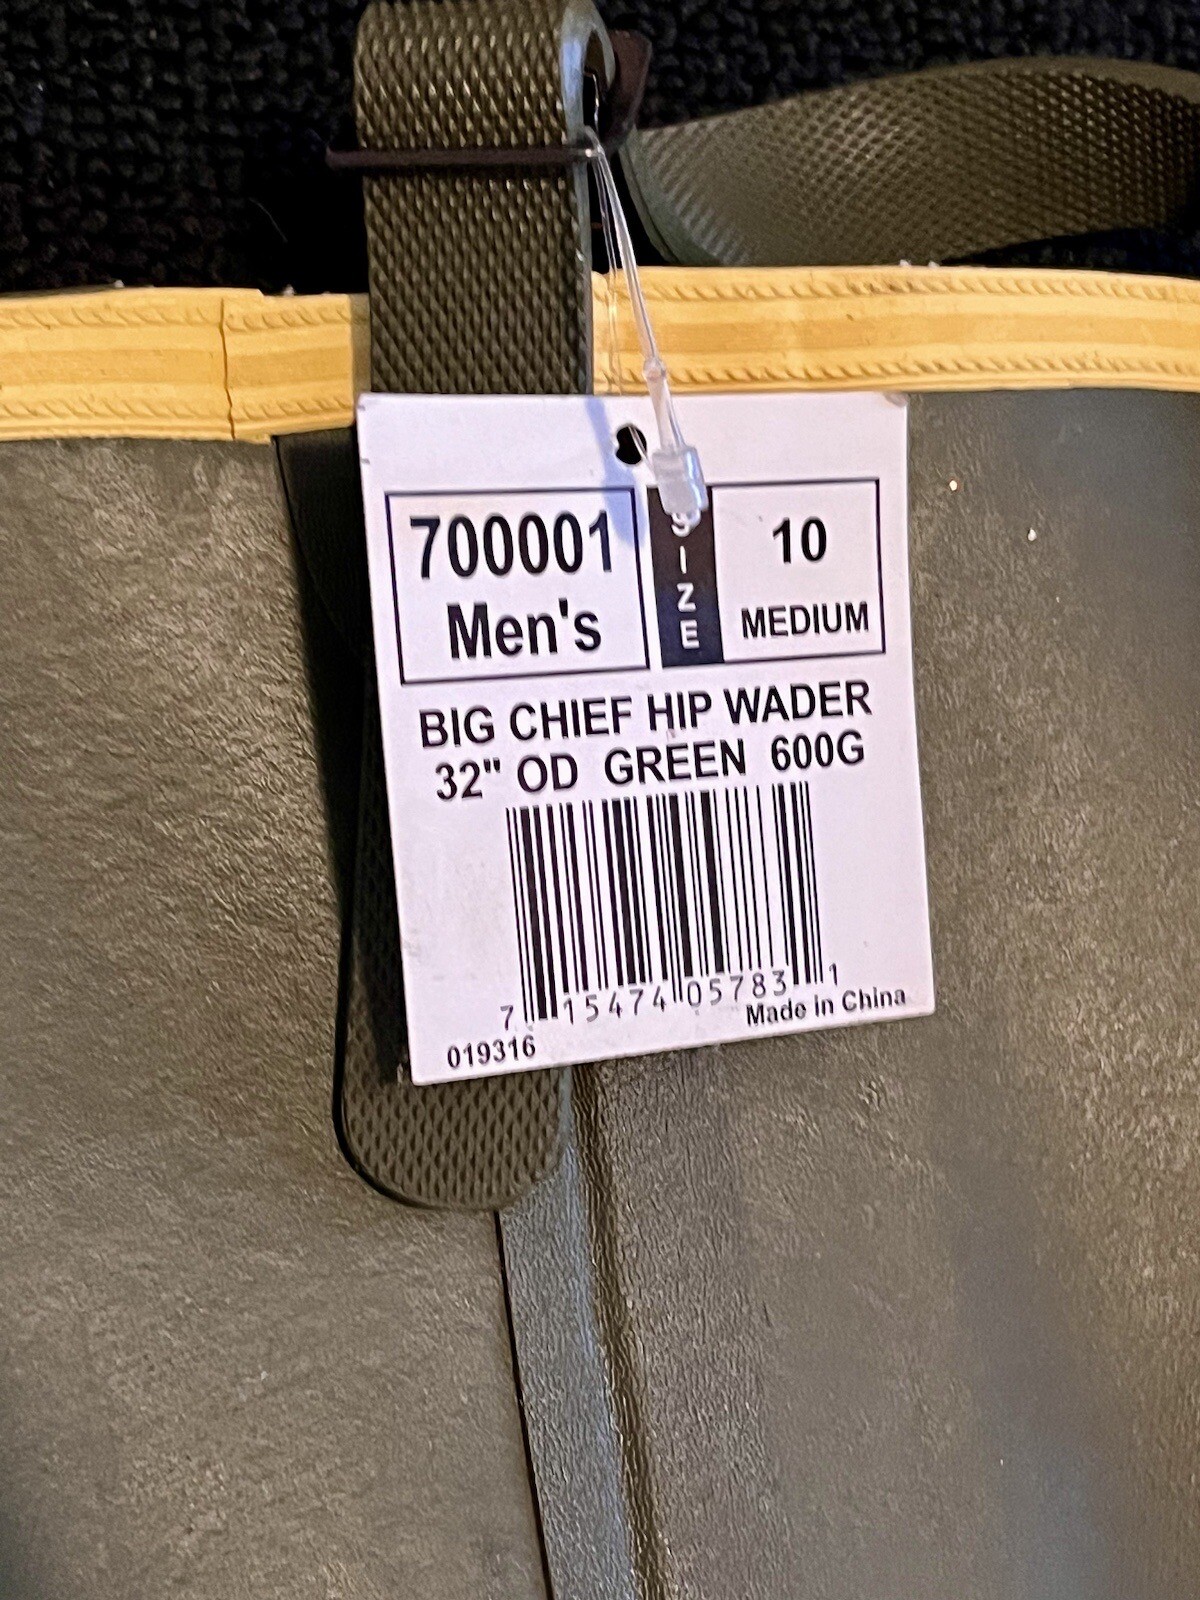 700001
Men's
SIZE
10
MEDIUM
BIG CHIEF HIP WADER
32" OD GREEN 600G
7 15474 05783 1
Made in China
019316